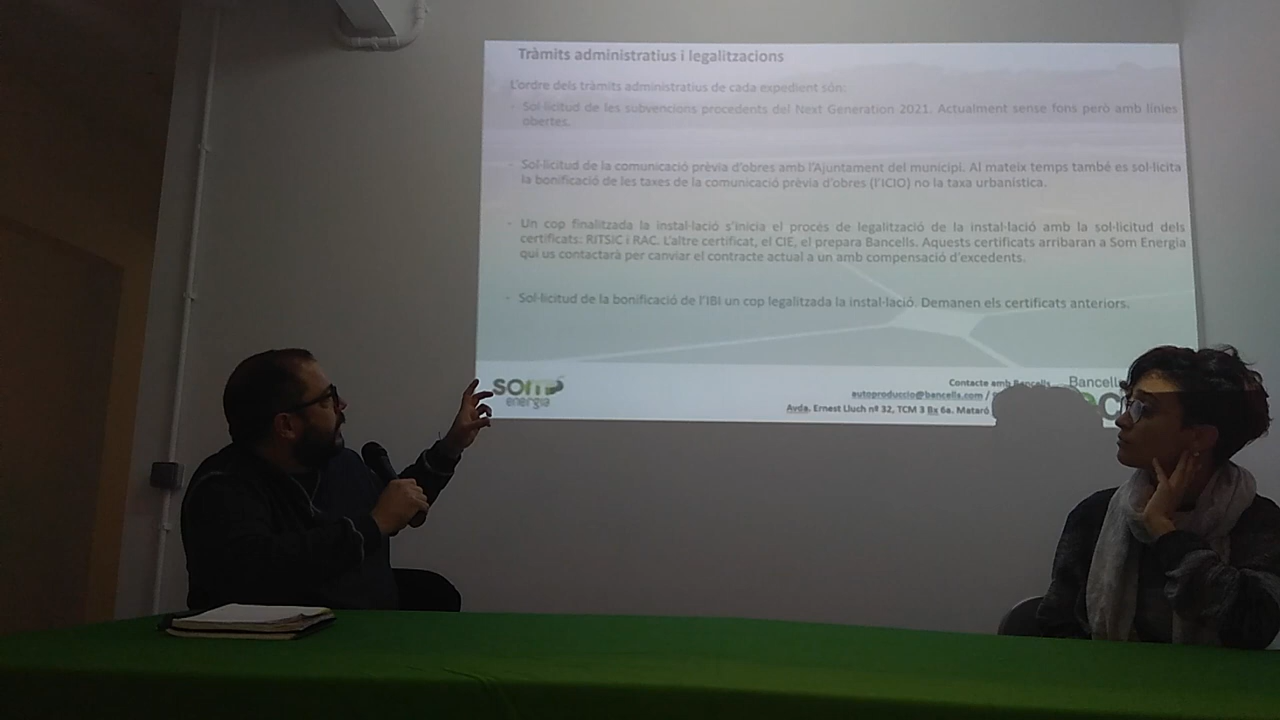 Tràmits administratius i legalitzacions
L'ordre dels tràmits administratius de cada expedient són:
- Sol·licitud de les subvencions procedents del Next Generation 2021. Actualment sense fons però amb línies
obertes.
- Sol·licitud de la comunicació prèvia d'obres amb l'Ajuntament del municipi. Al mateix temps també es sol·licita
la bonificació de les taxes de la comunicació prèvia d'obres (l'ICIO) no la taxa urbanística.
- Un cop finalitzada la instal·lació s'inicia el procés de legalització de la instal·lació amb la sol·licitud dels
certificats: RITSIC i RAC. L'altre certificat, el CIE, el prepara Bancells. Aquests certificats arribaran a Som Energia
qui us contactarà per canviar el contracte actual a un amb compensació d'excedents.
- Sol·licitud de la bonificació de l'IBI un cop legalitzada la instal·lació. Demanen els certificats anteriors.
som
energia
Contacte amb Bancells
autoproduccio@bancells.com /
Avda. Ernest Lluch nº 32, TCM 3 Bx 6a. Mataró
Bancells